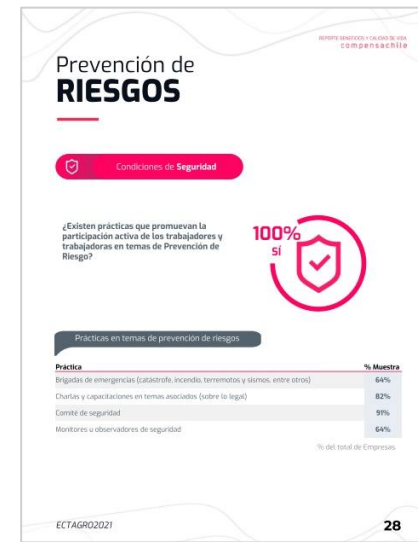 REPORTE BENEFICIOS Y CALIDAD DE VIDA
compensachile
Prevención de
RIESGOS
Condiciones de Seguridad
¿Existen prácticas que promuevan la
participación activa de los trabajadores y
trabajadoras en temas de Prevención de
Riesgo?
100%
SÍ
Prácticas en temas de prevención de riesgos
Práctica % Muestra
Brigadas de emergencias (catástrofe, incendio, terremotos y sismos, entre otros) 64%
Charlas y capacitaciones en temas asociados (sobre lo legal) 82%
Comité de seguridad 91%
Monitores u observadores de seguridad 64%
% del total de Empresas
ECTAGRO2021
28